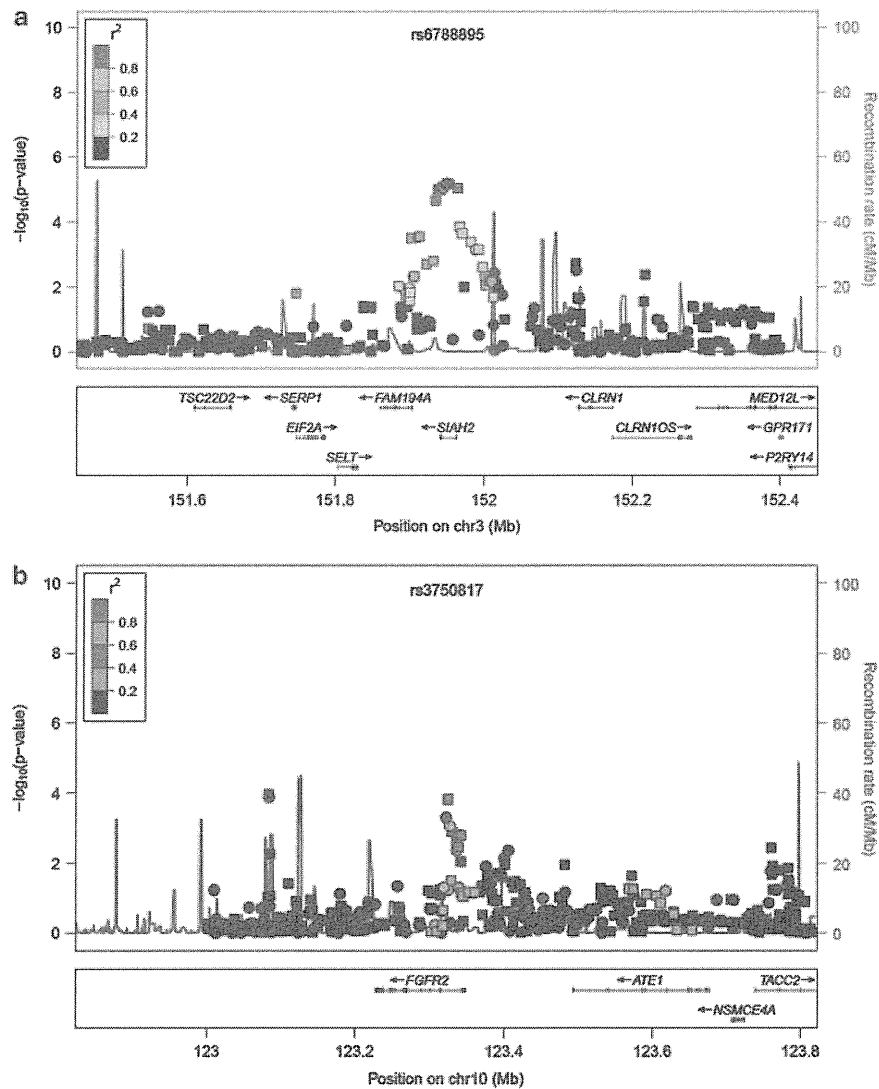 a
rs6788895
r²
0.8
0.6
0.4
0.2
10
8
6
4
2
0
−log₁₀(p−value)
100
80
60
40
20
0
Recombination rate (cM/Mb)
TSC22D2→
←SERP1
←FAM194A
←CLRN1
MED12L→
EIF2A→
←SIAH2
CLRN1OS→
←GPR171
SELT→
←P2RY14
151.6 151.8 152 152.2 152.4
Position on chr3 (Mb)
b
rs3750817
r²
0.8
0.6
0.4
0.2
10
8
6
4
2
0
−log₁₀(p−value)
100
80
60
40
20
0
Recombination rate (cM/Mb)
←FGFR2
←ATE1
TACC2→
←NSMCE4A
123 123.2 123.4 123.6 123.8
Position on chr10 (Mb)